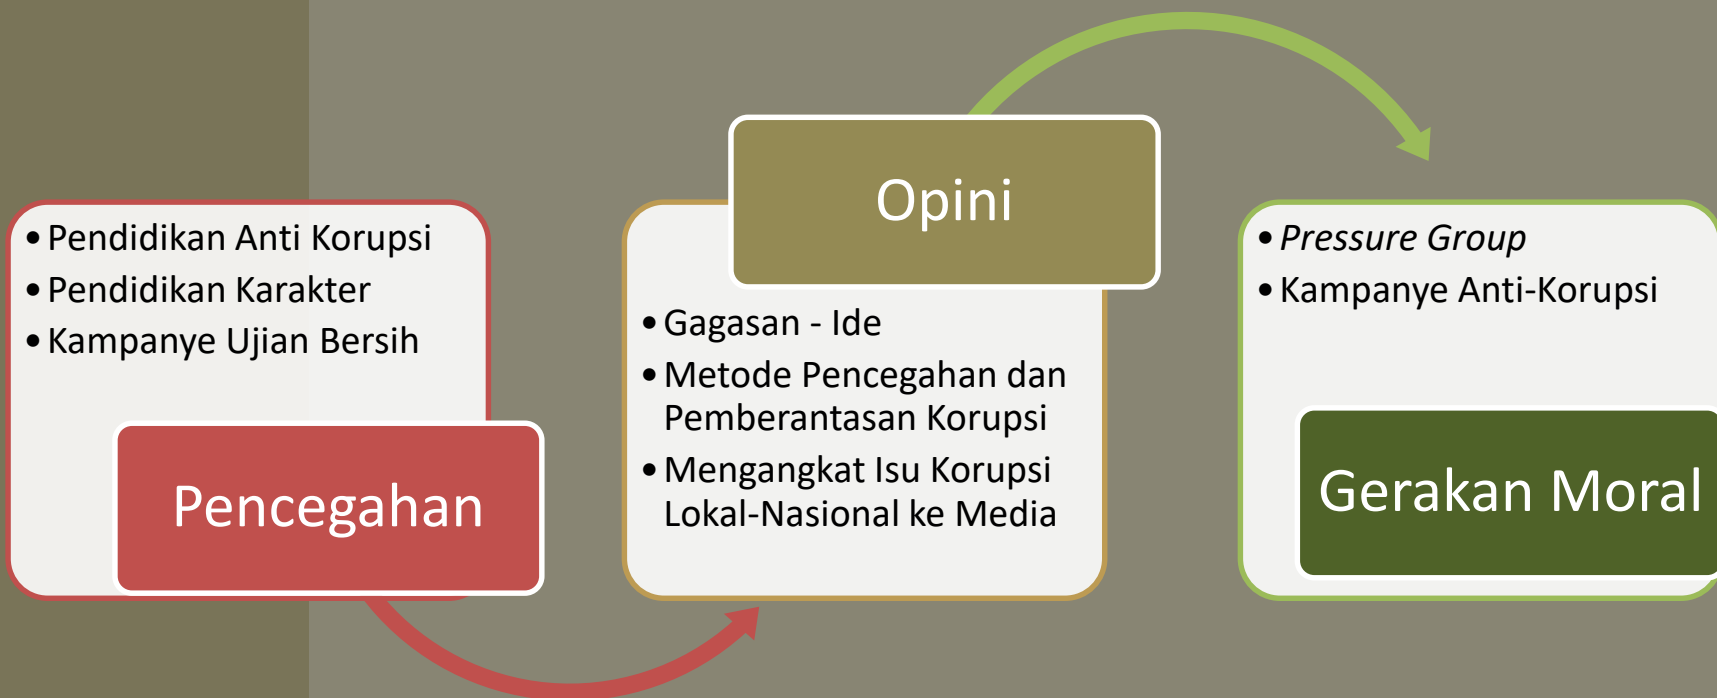 • Pendidikan Anti Korupsi
• Pendidikan Karakter
• Kampanye Ujian Bersih
Pencegahan
Opini
• Gagasan - Ide
• Metode Pencegahan dan
Pemberantasan Korupsi
• Mengangkat Isu Korupsi
Lokal-Nasional ke Media
• Pressure Group
• Kampanye Anti-Korupsi
Gerakan Moral